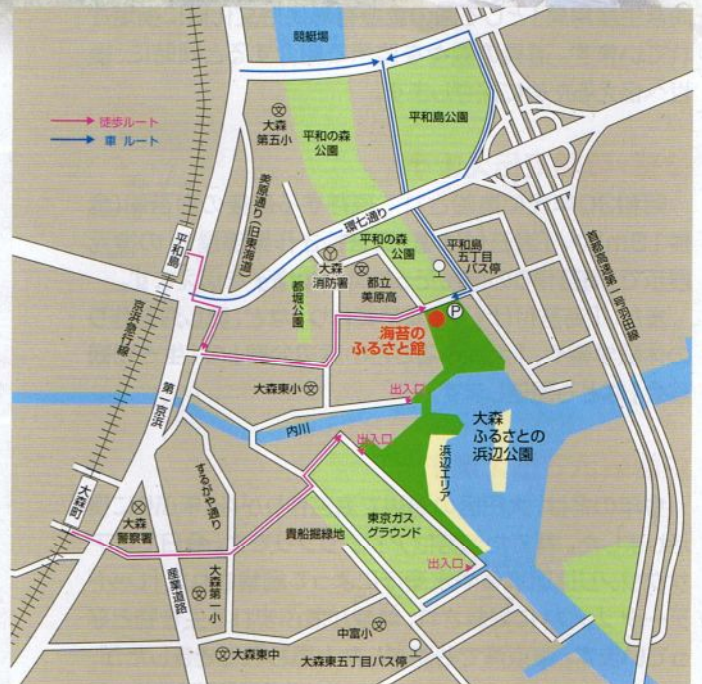 競艇場
徒歩ルート
車 ルート
文
大森
第五小
平和の森
公園
平和島公園
美原通り(旧東海道)
環七通り
平和島
平和の森
公園
平和島
五丁目
バス停
Y
大森
消防署
文
都立
美原高
都堀公園
首都高速第一号羽田線
京浜急行線
P
海苔の
ふるさと館
第一京浜
大森東小文
出入口
内川
出入口
大森
ふるさとの
浜辺公園
浜辺エリア
するがや通り
大森町
大森
警察署
貴船掘緑地
東京ガス
グラウンド
出入口
産業道路
文
大森第一小
中富小文
文大森東中
大森東五丁目バス停